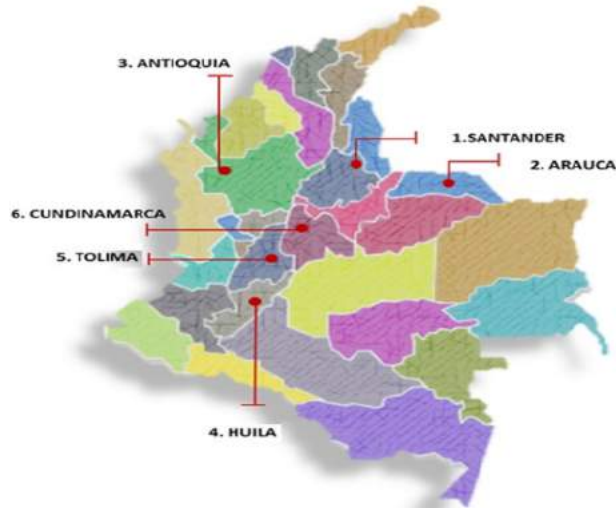 3. ANTIOQUIA
1.SANTANDER
2. ARAUCA
6. CUNDINAMARCA
5. TOLIMA
4. HUILA